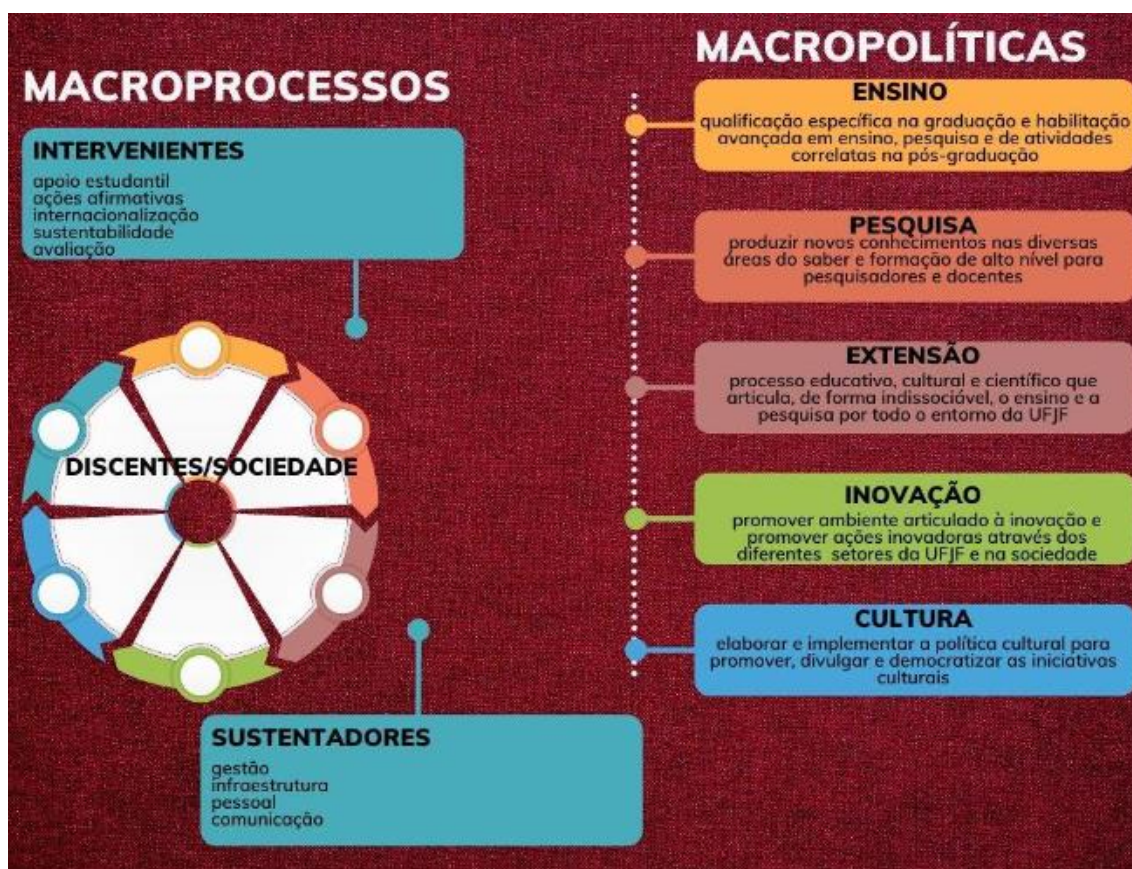 MACROPROCESSOS
INTERVENIENTES
apoio estudantil
ações afirmativas
internacionalização
sustentabilidade
avaliação
DISCENTES/SOCIEDADE
SUSTENTADORES
gestão
infraestrutura
pessoal
comunicação
MACROPOLÍTICAS
ENSINO
qualificação específica na graduação e habilitação
avançada em ensino, pesquisa e de atividades
correlatas na pós-graduação
PESQUISA
produzir novos conhecimentos nas diversas
áreas do saber e formação de alto nível para
pesquisadores e docentes
EXTENSÃO
processo educativo, cultural e científico que
articula, de forma indissociável, o ensino e a
pesquisa por todo o entorno da UFJF
INOVAÇÃO
promover ambiente articulado à inovação e
promover ações inovadoras através dos
diferentes setores da UFJF e na sociedade
CULTURA
elaborar e implementar a política cultural para
promover, divulgar e democratizar as iniciativas
culturais